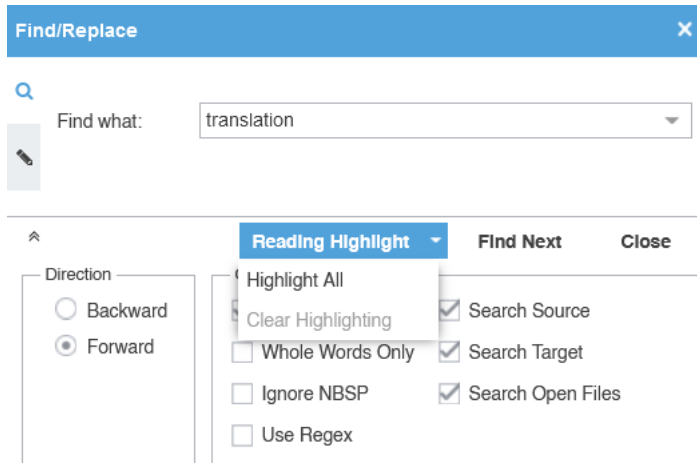 Find/Replace
Find what:
translation
Reading Highlight
Find Next
Close
Highlight All
Clear Highlighting
Direction
Backward
Forward
Search Source
Whole Words Only
Search Target
Ignore NBSP
Search Open Files
Use Regex